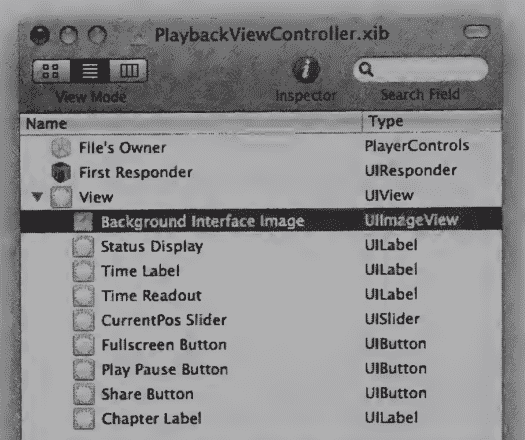 PlaybackViewController.xib
View Mode Inspector Search Field
Name Type
File's Owner PlayerControls
First Responder UIResponder
View UIView
Background Interface Image UIImageView
Status Display UILabel
Time Label UILabel
Time Readout UILabel
CurrentPos Slider UISlider
Fullscreen Button UIButton
Play Pause Button UIButton
Share Button UIButton
Chapter Label UILabel